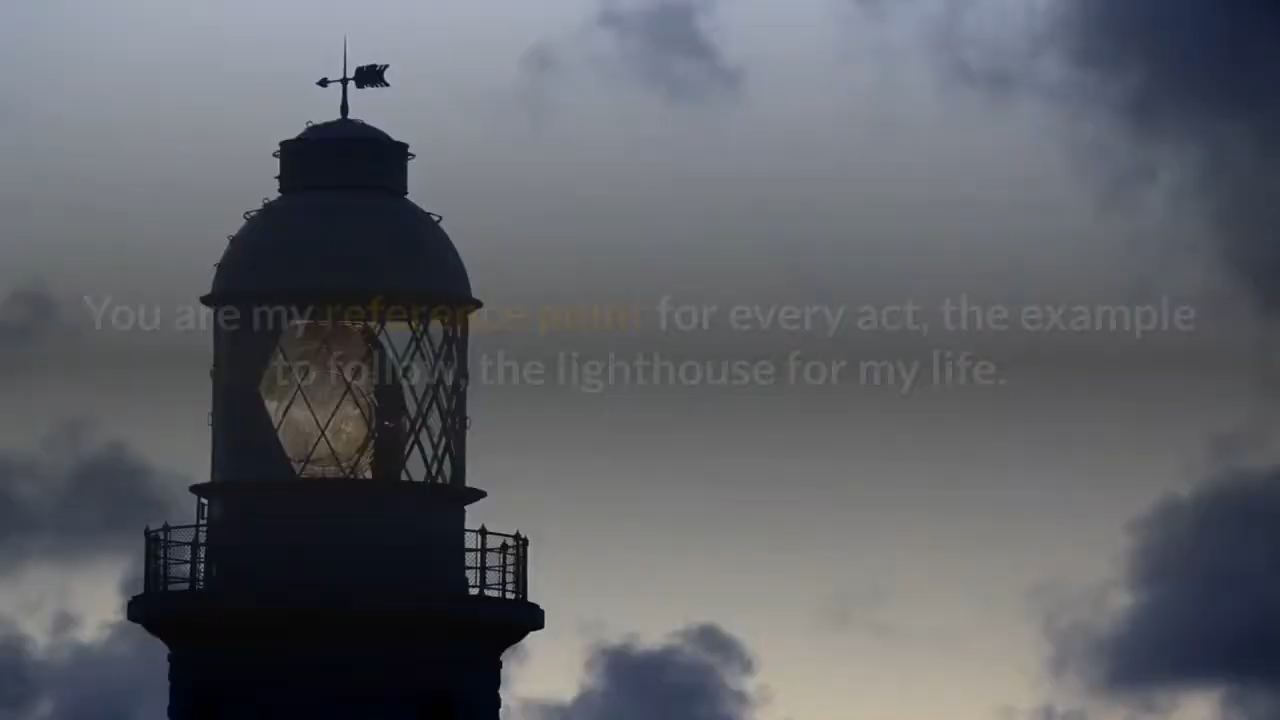 You are my reference point for every act, the example
to follow, the lighthouse for my life.